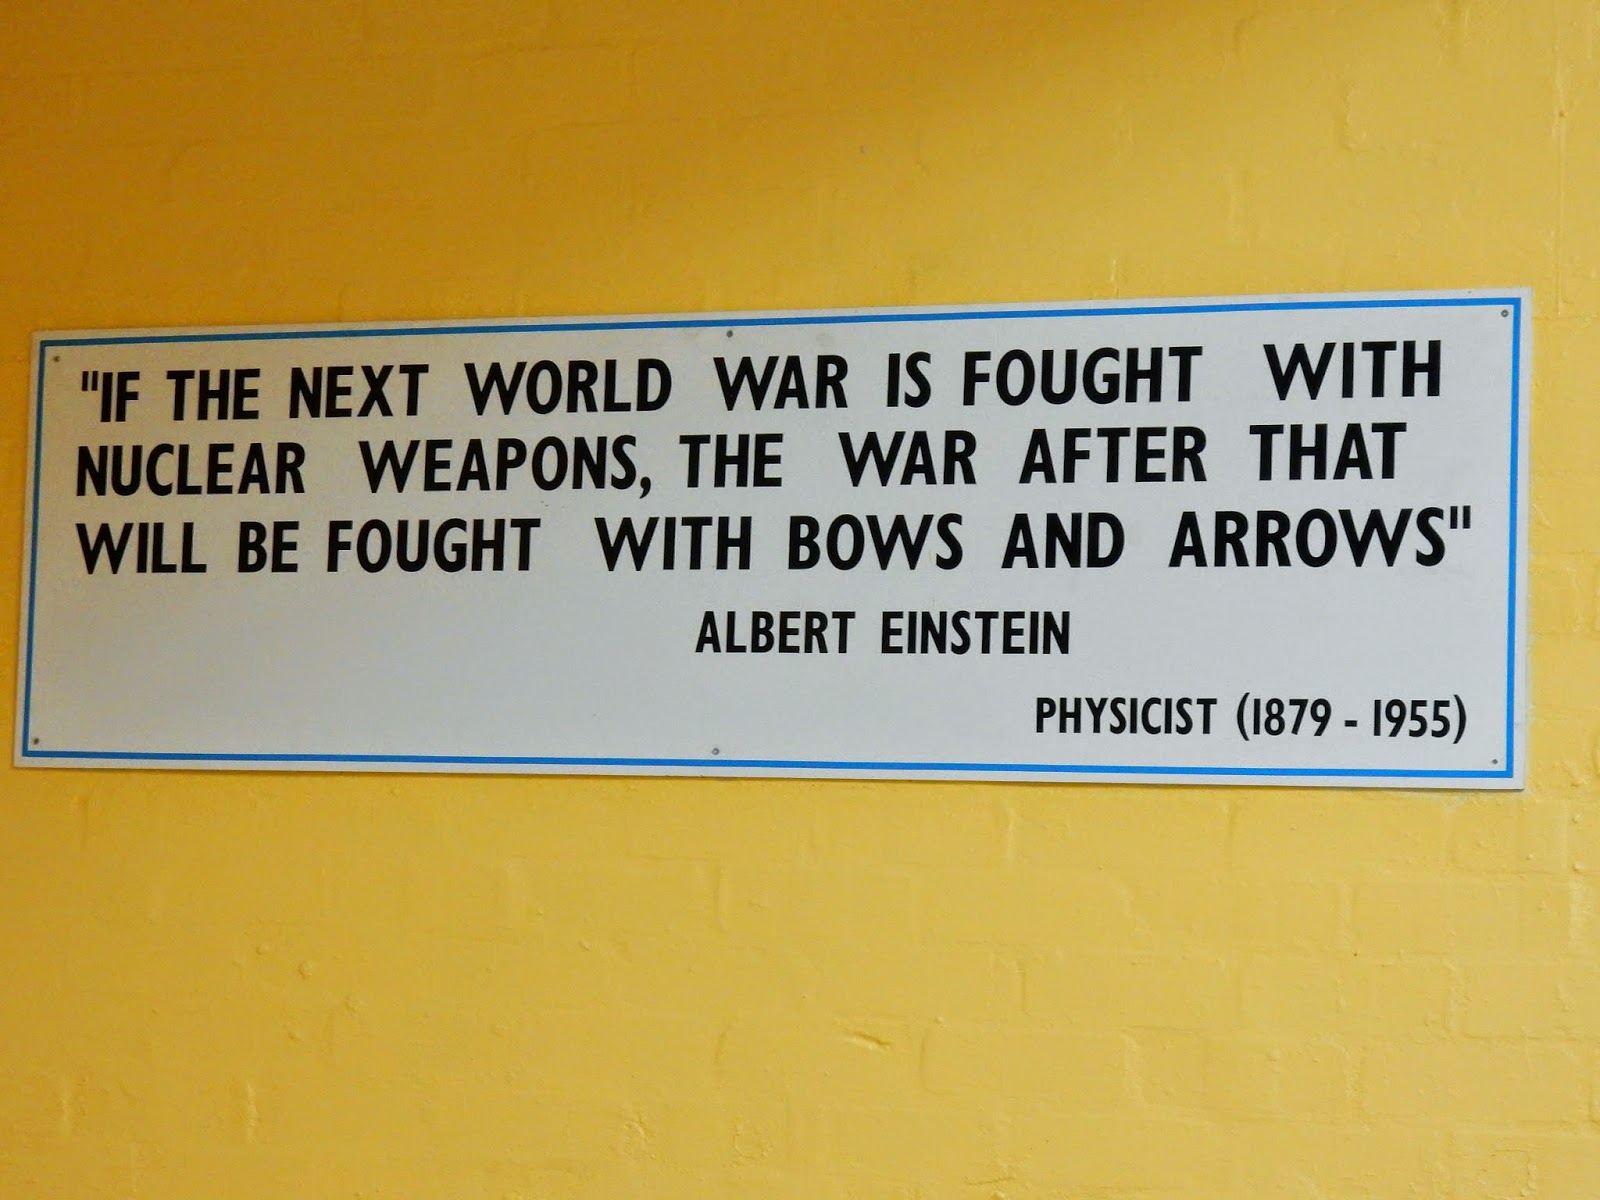 "IF THE NEXT WORLD WAR IS FOUGHT WITH
NUCLEAR WEAPONS, THE WAR AFTER THAT
WILL BE FOUGHT WITH BOWS AND ARROWS"
ALBERT EINSTEIN
PHYSICIST (1879 - 1955)